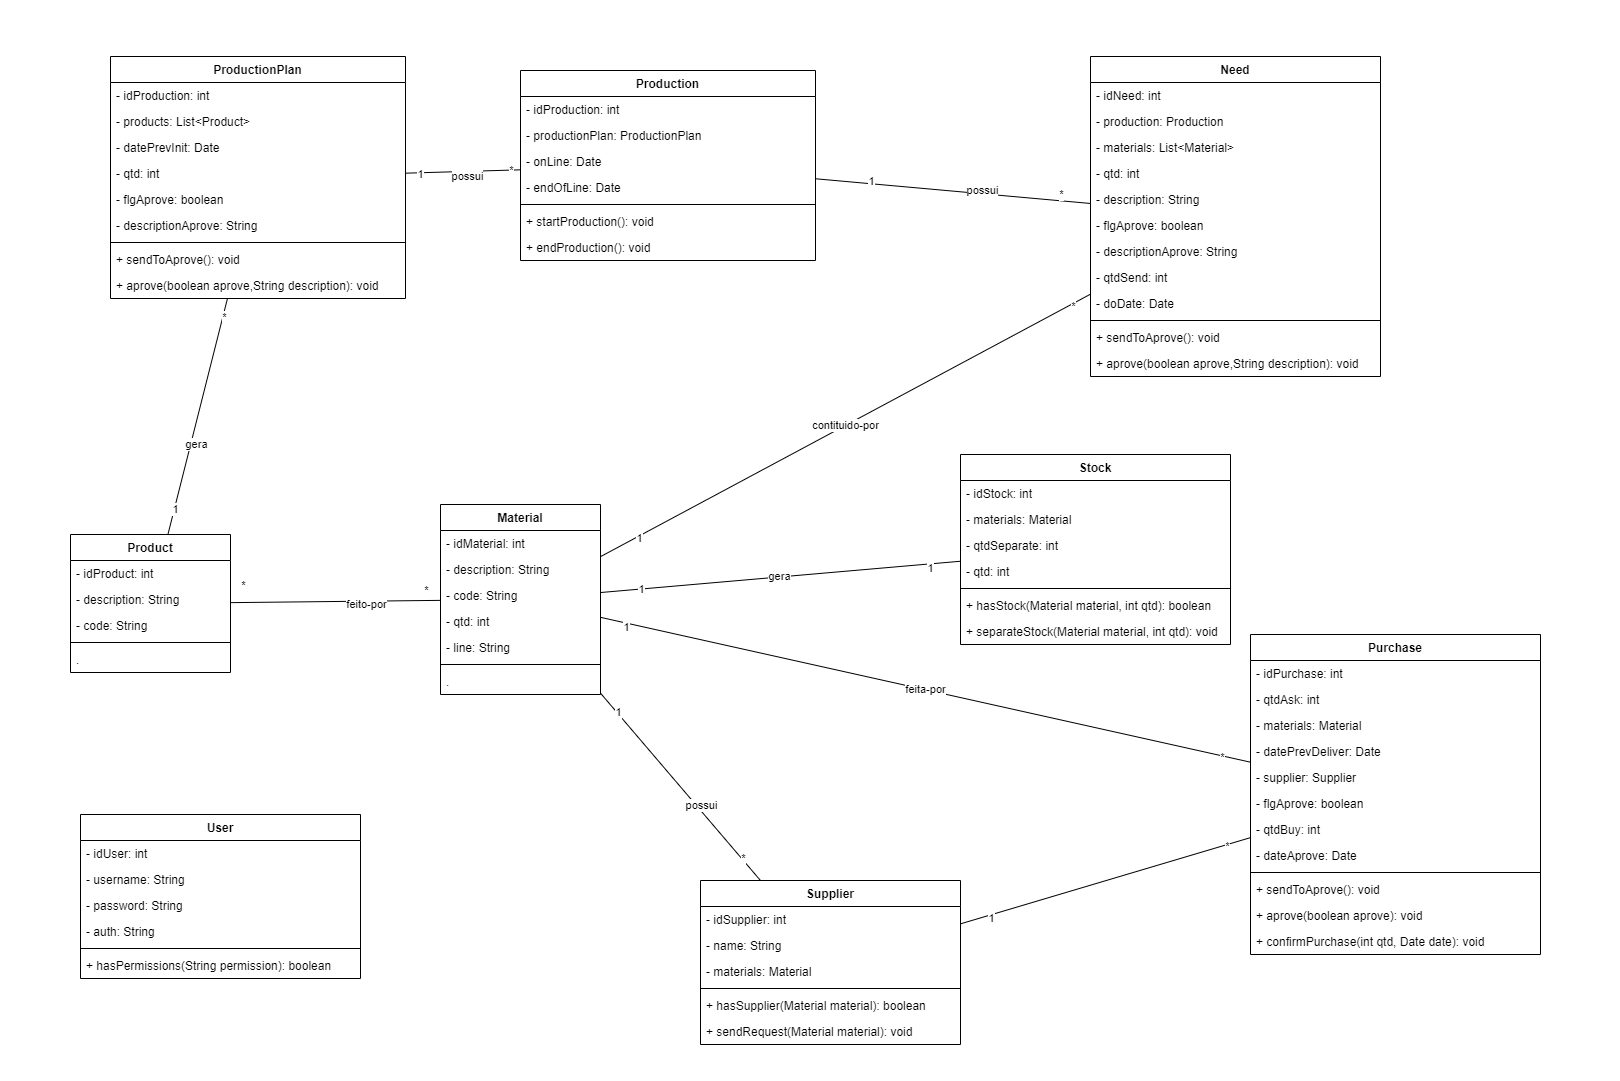 ProductionPlan
- idProduction: int
- products: List<Product>
- datePrevInit: Date
- qtd: int
- flgAprove: boolean
- descriptionAprove: String
+ sendToAprove(): void
+ aprove(boolean aprove,String description): void
1
possui
*
Production
- idProduction: int
- productionPlan: ProductionPlan
- onLine: Date
- endOfLine: Date
+ startProduction(): void
+ endProduction(): void
1
possui
*
Need
- idNeed: int
- production: Production
- materials: List<Material>
- qtd: int
- description: String
- flgAprove: boolean
- descriptionAprove: String
- qtdSend: int
- doDate: Date
+ sendToAprove(): void
+ aprove(boolean aprove,String description): void
*
gera
1
*
contituido-por
1
Product
- idProduct: int
- description: String
- code: String
.
*
feito-por
*
Material
- idMaterial: int
- description: String
- code: String
- qtd: int
- line: String
.
1
gera
1
Stock
- idStock: int
- materials: Material
- qtdSeparate: int
- qtd: int
+ hasStock(Material material, int qtd): boolean
+ separateStock(Material material, int qtd): void
1
feita-por
*
Purchase
- idPurchase: int
- qtdAsk: int
- materials: Material
- datePrevDeliver: Date
- supplier: Supplier
- flgAprove: boolean
- qtdBuy: int
- dateAprove: Date
+ sendToAprove(): void
+ aprove(boolean aprove): void
+ confirmPurchase(int qtd, Date date): void
1
possui
*
1
*
User
- idUser: int
- username: String
- password: String
- auth: String
+ hasPermissions(String permission): boolean
Supplier
- idSupplier: int
- name: String
- materials: Material
+ hasSupplier(Material material): boolean
+ sendRequest(Material material): void